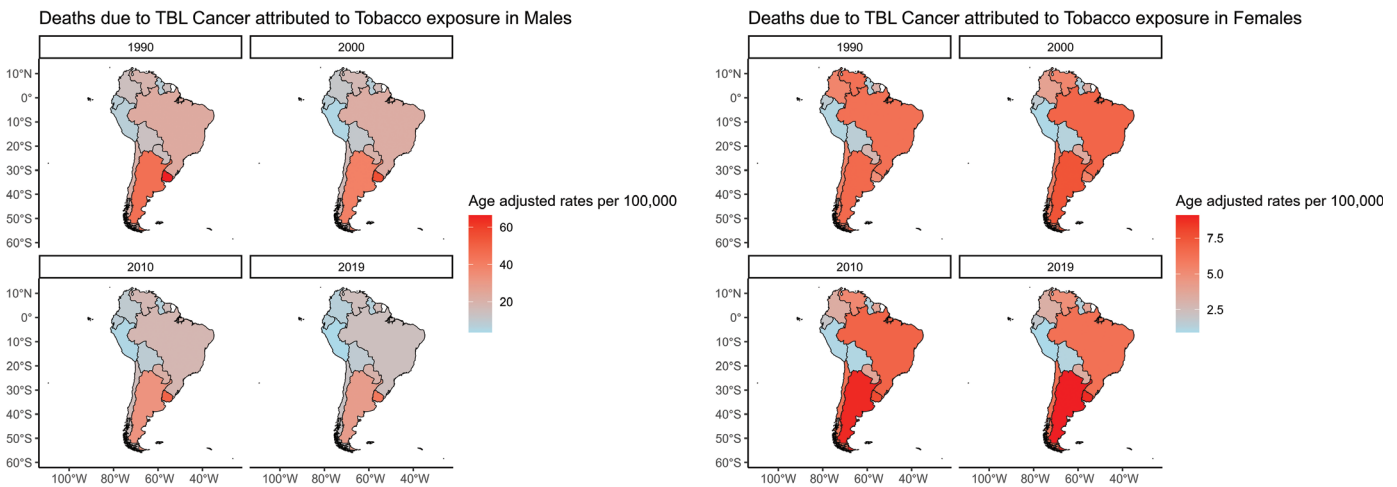 Deaths due to TBL Cancer attributed to Tobacco exposure in Males
1990
2000
10°N
0°
10°S
20°S
30°S
40°S
50°S
60°S
2010
2019
10°N
0°
10°S
20°S
30°S
40°S
50°S
60°S
100°W 80°W 60°W 40°W
100°W 80°W 60°W 40°W
Age adjusted rates per 100,000
60
40
20
Deaths due to TBL Cancer attributed to Tobacco exposure in Females
1990
2000
10°N
0°
10°S
20°S
30°S
40°S
50°S
60°S
2010
2019
10°N
0°
10°S
20°S
30°S
40°S
50°S
60°S
100°W 80°W 60°W 40°W
100°W 80°W 60°W 40°W
Age adjusted rates per 100,000
7.5
5.0
2.5